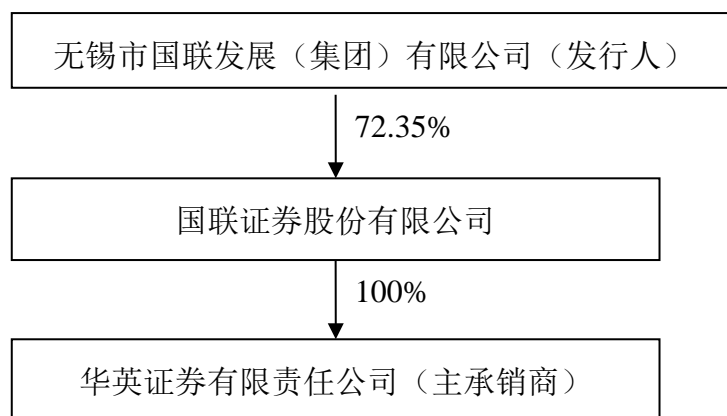 无锡市国联发展（集团）有限公司（发行人）
72.35%
国联证券股份有限公司
100%
华英证券有限责任公司（主承销商）